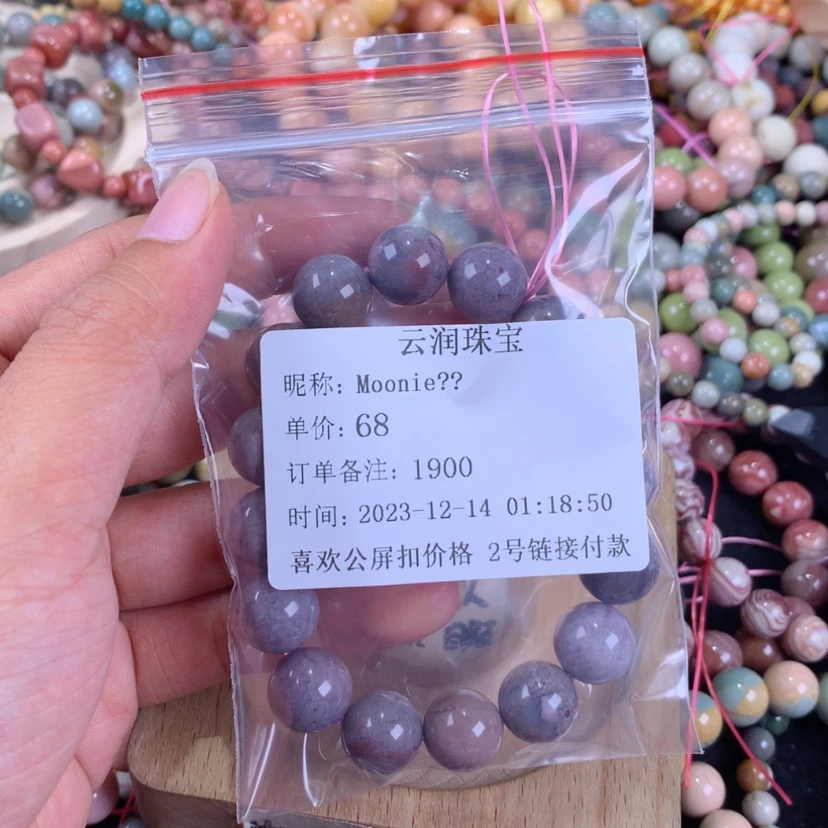 云润珠宝
昵称: Moonie??
单价: 68
订单备注: 1900
时间: 2023-12-14 01:18:50
喜欢公屏扣价格 2号链接付款